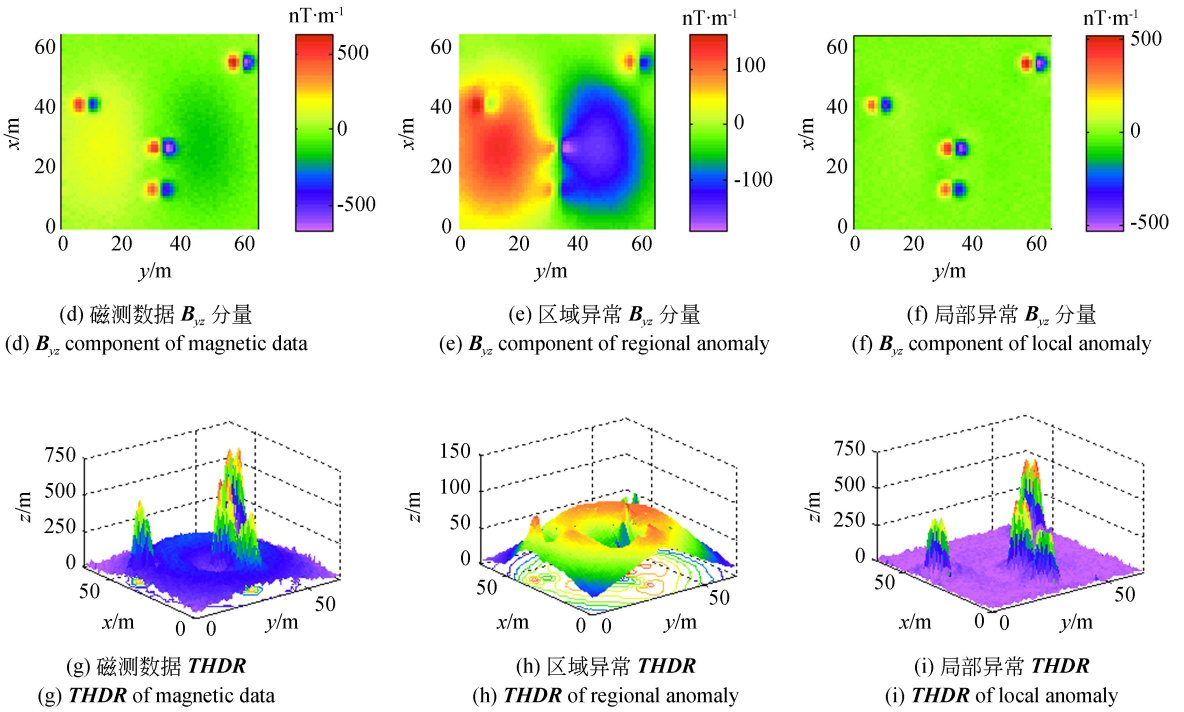 nT·m⁻¹
500
0
-500
60
40
20
0
x/m
0 20 40 60
y/m
nT·m⁻¹
100
0
-100
60
40
20
0
x/m
0 20 40 60
y/m
nT·m⁻¹
500
0
-500
60
40
20
0
x/m
0 20 40 60
y/m
(d) 磁测数据 Byz 分量
(d) Byz component of magnetic data
(e) 区域异常 Byz 分量
(e) Byz component of regional anomaly
(f) 局部异常 Byz 分量
(f) Byz component of local anomaly
750
500
250
0
z/m
50
0
x/m
0
50
y/m
150
100
50
0
z/m
50
0
x/m
0
50
y/m
750
500
250
0
z/m
50
0
x/m
0
50
y/m
(g) 磁测数据 THDR
(g) THDR of magnetic data
(h) 区域异常 THDR
(h) THDR of regional anomaly
(i) 局部异常 THDR
(i) THDR of local anomaly